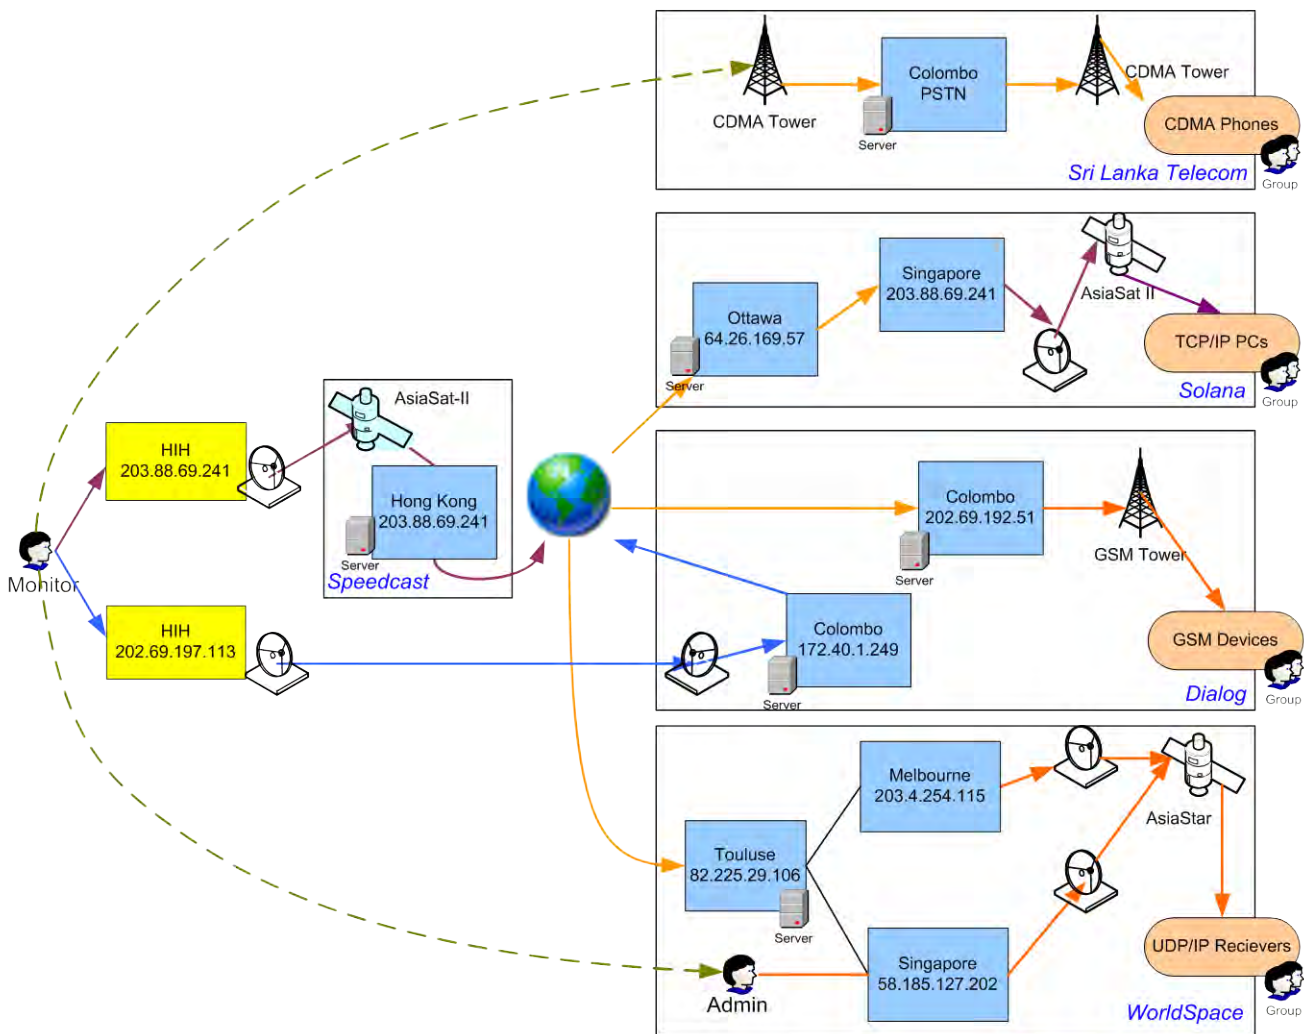 CDMA Tower
Colombo
PSTN
Server
CDMA Tower
CDMA Phones
Sri Lanka Telecom
Group
Ottawa
64.26.169.57
Server
Singapore
203.88.69.241
AsiaSat II
TCP/IP PCs
Solana
Group
Monitor
HIH
203.88.69.241
HIH
202.69.197.113
AsiaSat-II
Hong Kong
203.88.69.241
Server
Speedcast
Colombo
202.69.192.51
Server
GSM Tower
Colombo
172.40.1.249
Server
GSM Devices
Dialog
Group
Melbourne
203.4.254.115
AsiaStar
Touluse
82.225.29.106
Server
Admin
Singapore
58.185.127.202
UDP/IP Recievers
WorldSpace
Group